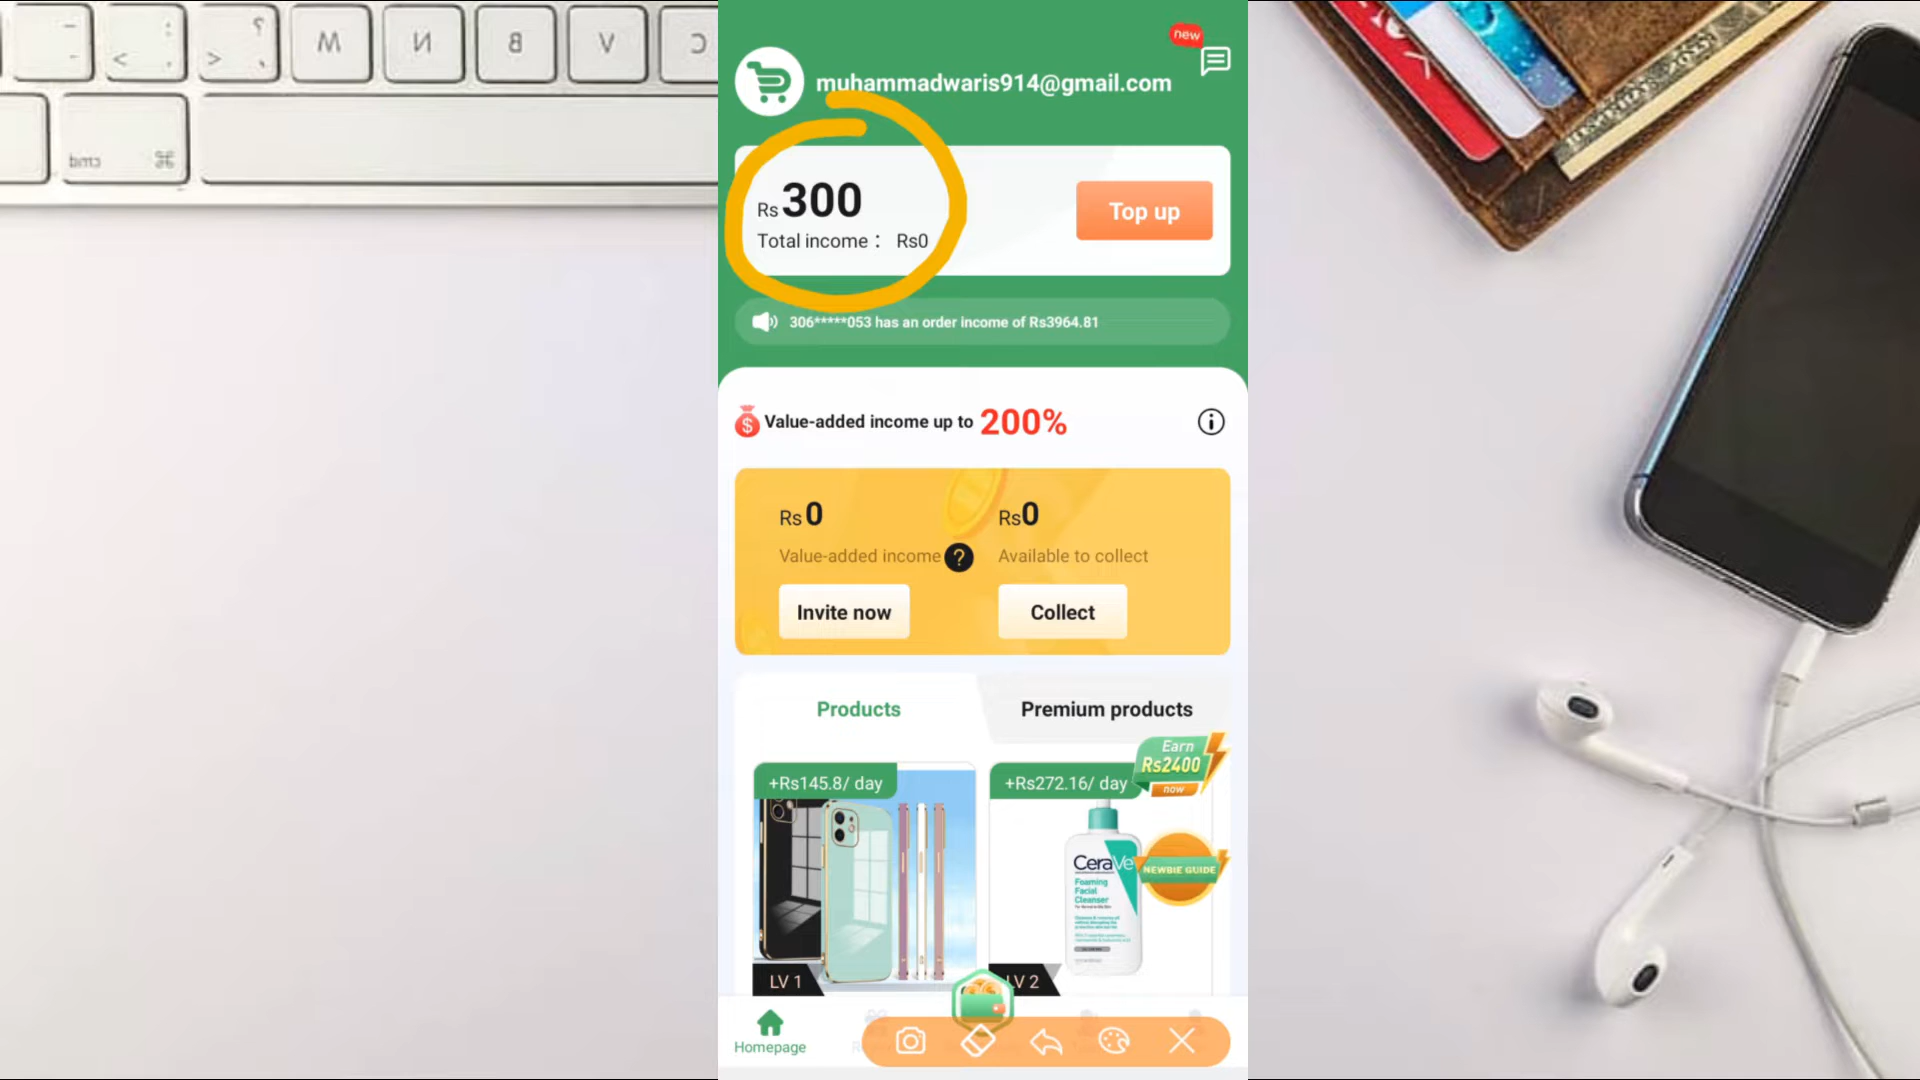 M
N
B
V
C
cmd
new
muhammadwaris914@gmail.com
Rs 300
Total income： Rs0
Top up
306*****053 has an order income of Rs3964.81
Value-added income up to 200%
Rs 0
Rs0
Value-added income ?
Available to collect
Invite now
Collect
Products
Premium products
Earn
Rs2400
now
+Rs145.8/ day
+Rs272.16/ day
CeraVe
Foaming
Facial
Cleanser
NEWBIE GUIDE
LV 1
LV 2
Homepage